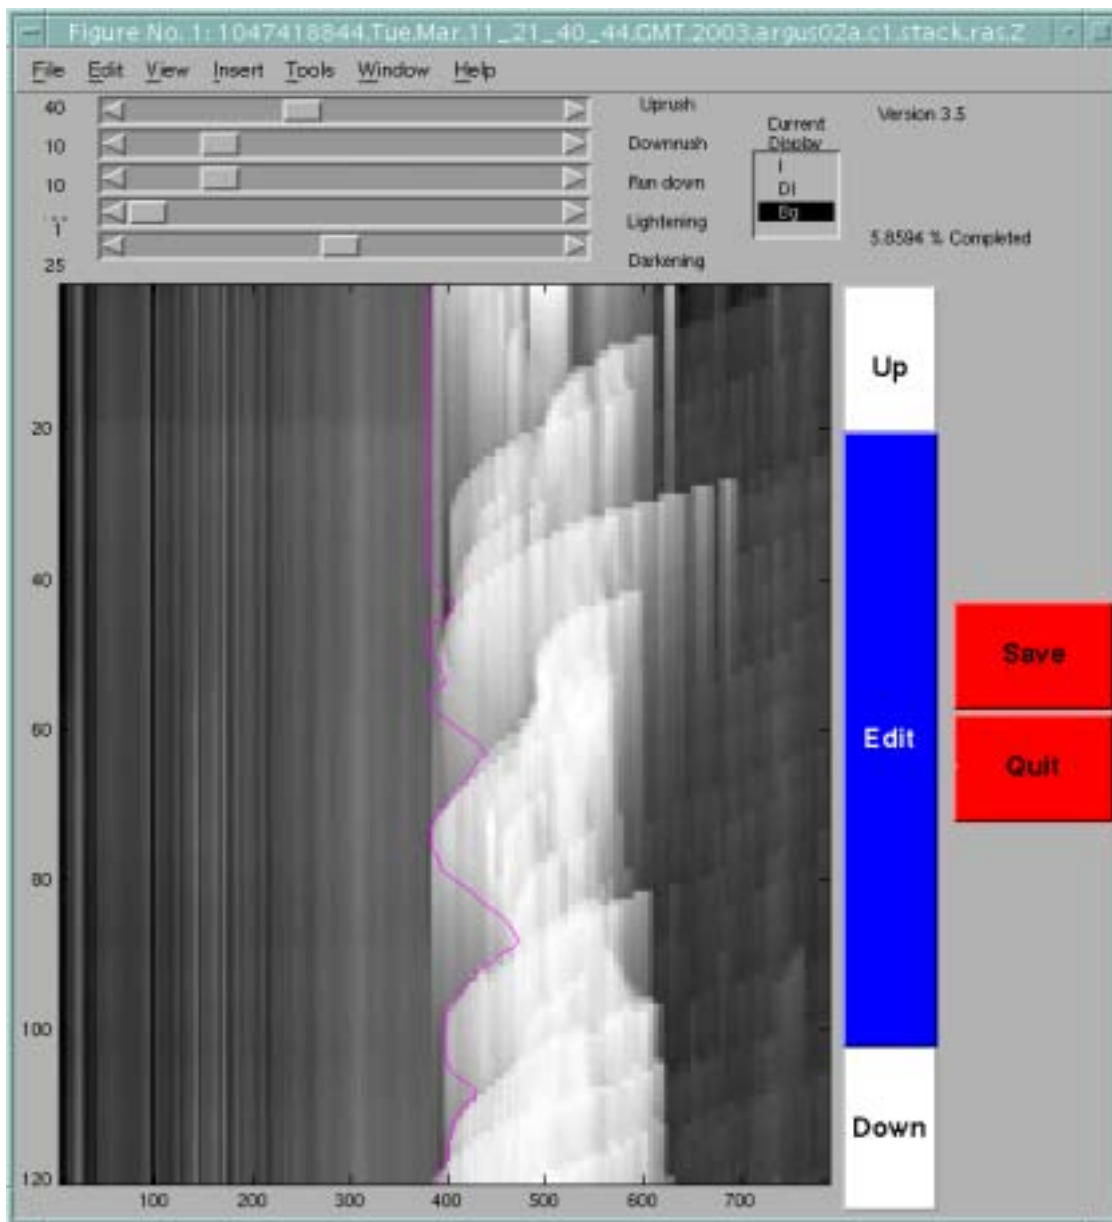 Figure No. 1: 1047418844.Tue.Mar.11_21_40_44.GMT.2003.argus02a.c1.stack.ras.Z
File Edit View Insert Tools Window Help
40
10
10
1
25
Uprush
Downrush
Run down
Lightening
Darkening
Current
Display
I
DI
Bg
Version 3.5
5.8594 % Completed
20
40
60
80
100
120
100 200 300 400 500 600 700
Up
Edit
Down
Save
Quit